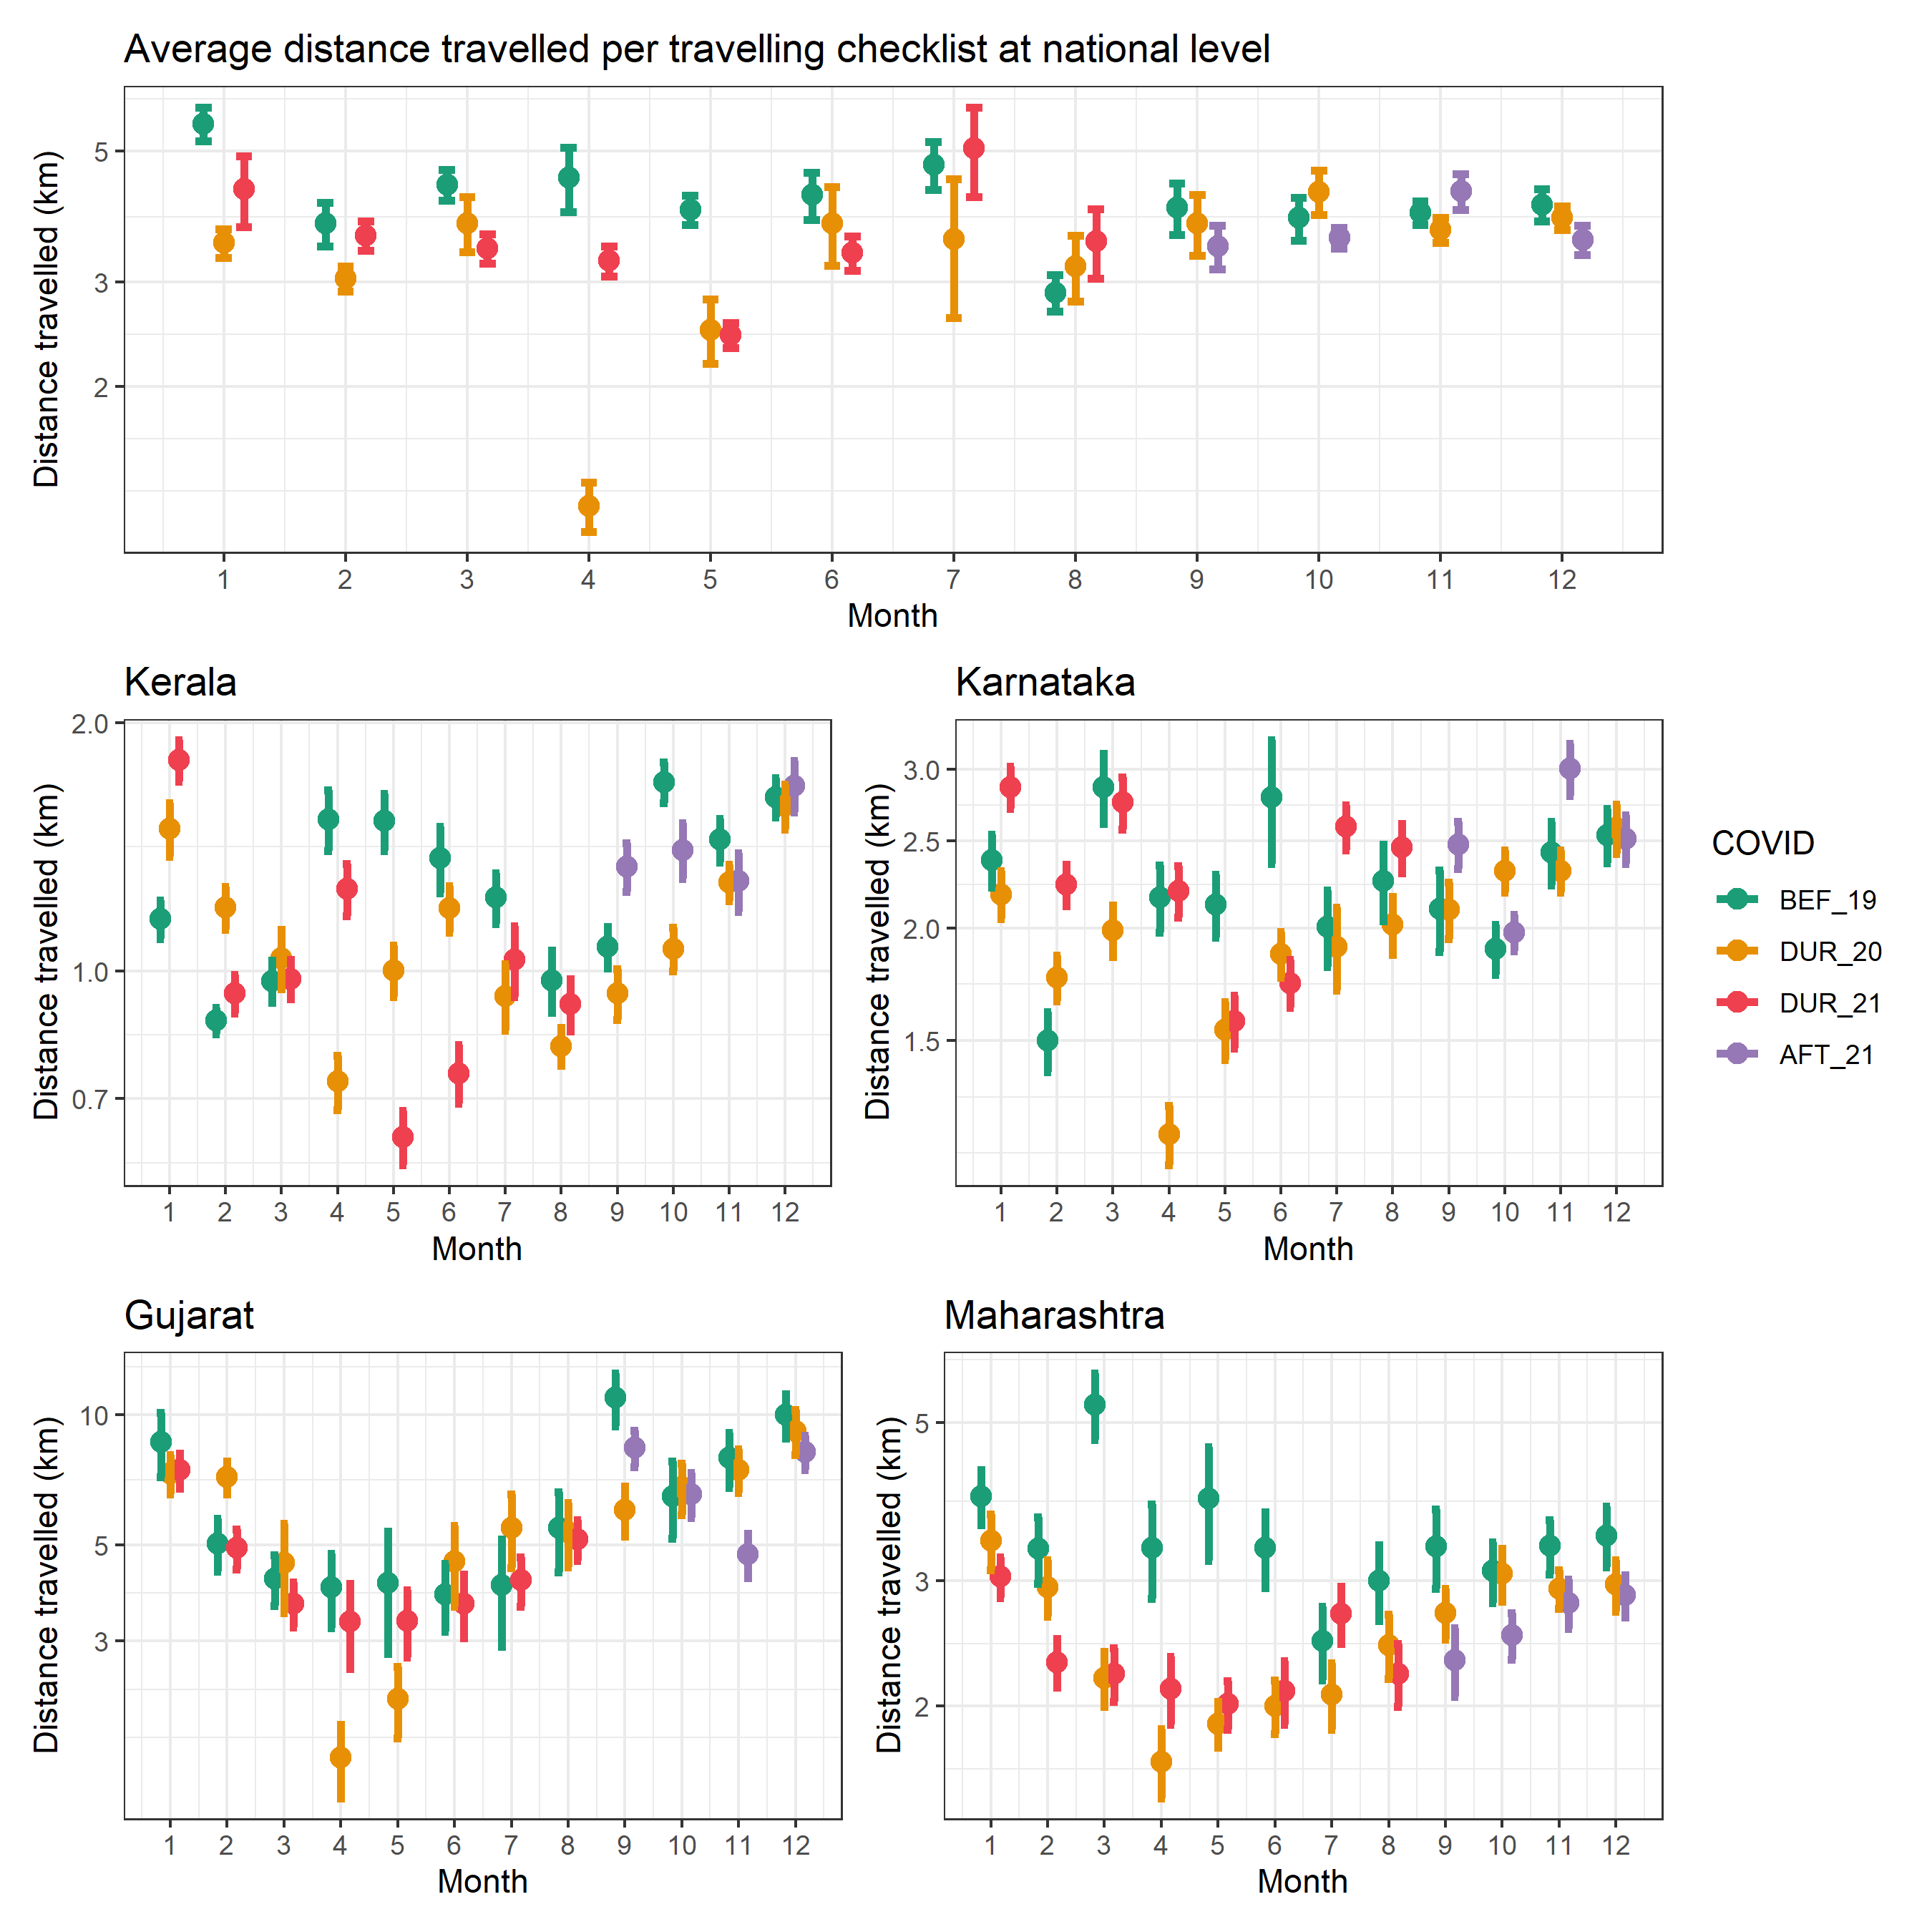 Average distance travelled per travelling checklist at national level
Distance travelled (km)
5
3
2
1 2 3 4 5 6 7 8 9 10 11 12
Month
Kerala
Distance travelled (km)
2.0
1.0
0.7
1 2 3 4 5 6 7 8 9 10 11 12
Month
Karnataka
Distance travelled (km)
3.0
2.5
2.0
1.5
1 2 3 4 5 6 7 8 9 10 11 12
Month
COVID
BEF_19
DUR_20
DUR_21
AFT_21
Gujarat
Distance travelled (km)
10
5
3
1 2 3 4 5 6 7 8 9 10 11 12
Month
Maharashtra
Distance travelled (km)
5
3
2
1 2 3 4 5 6 7 8 9 10 11 12
Month